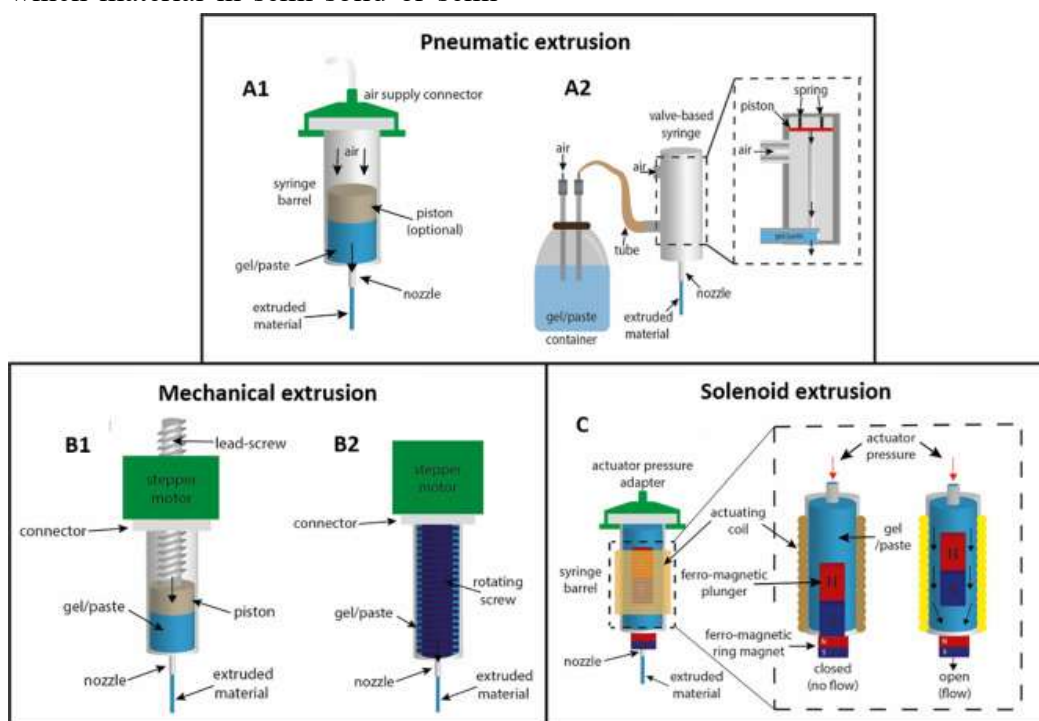 Pneumatic extrusion
A1
air supply connector
air
syringe
barrel
piston
(optional)
gel/paste
nozzle
extruded
material
A2
air
valve-based
syringe
air
tube
gel/paste
container
nozzle
extruded
material
spring
piston
air
gel/paste
Mechanical extrusion
B1
lead-screw
stepper
motor
connector
gel/paste
piston
nozzle
extruded
material
B2
stepper
motor
connector
rotating
screw
gel/paste
nozzle
extruded
material
Solenoid extrusion
C
actuator pressure
adapter
syringe
barrel
nozzle
extruded
material
actuator
pressure
actuating
coil
gel
/paste
ferro-magnetic
plunger
ferro-magnetic
ring magnet
N
S
N
S
closed
(no flow)
open
(flow)